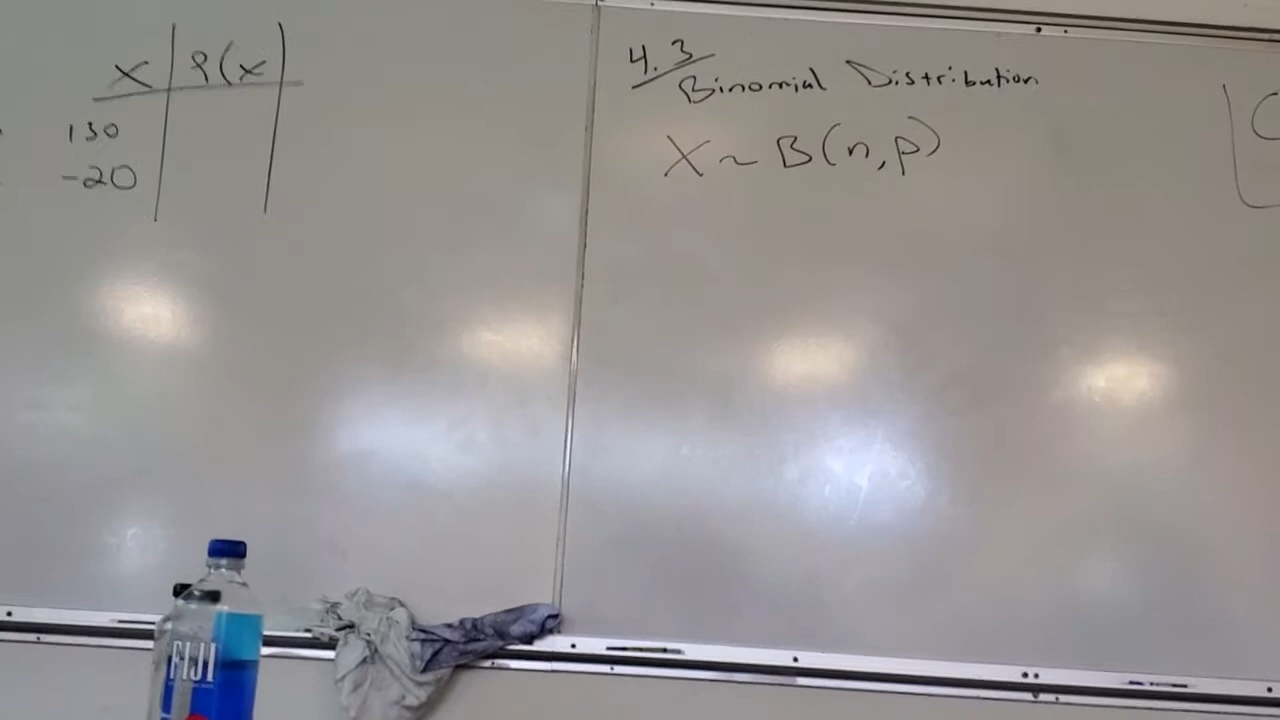 X P(x
130
-20
4.3
Binomial Distribution
X ~ B(n,p)
FIJI